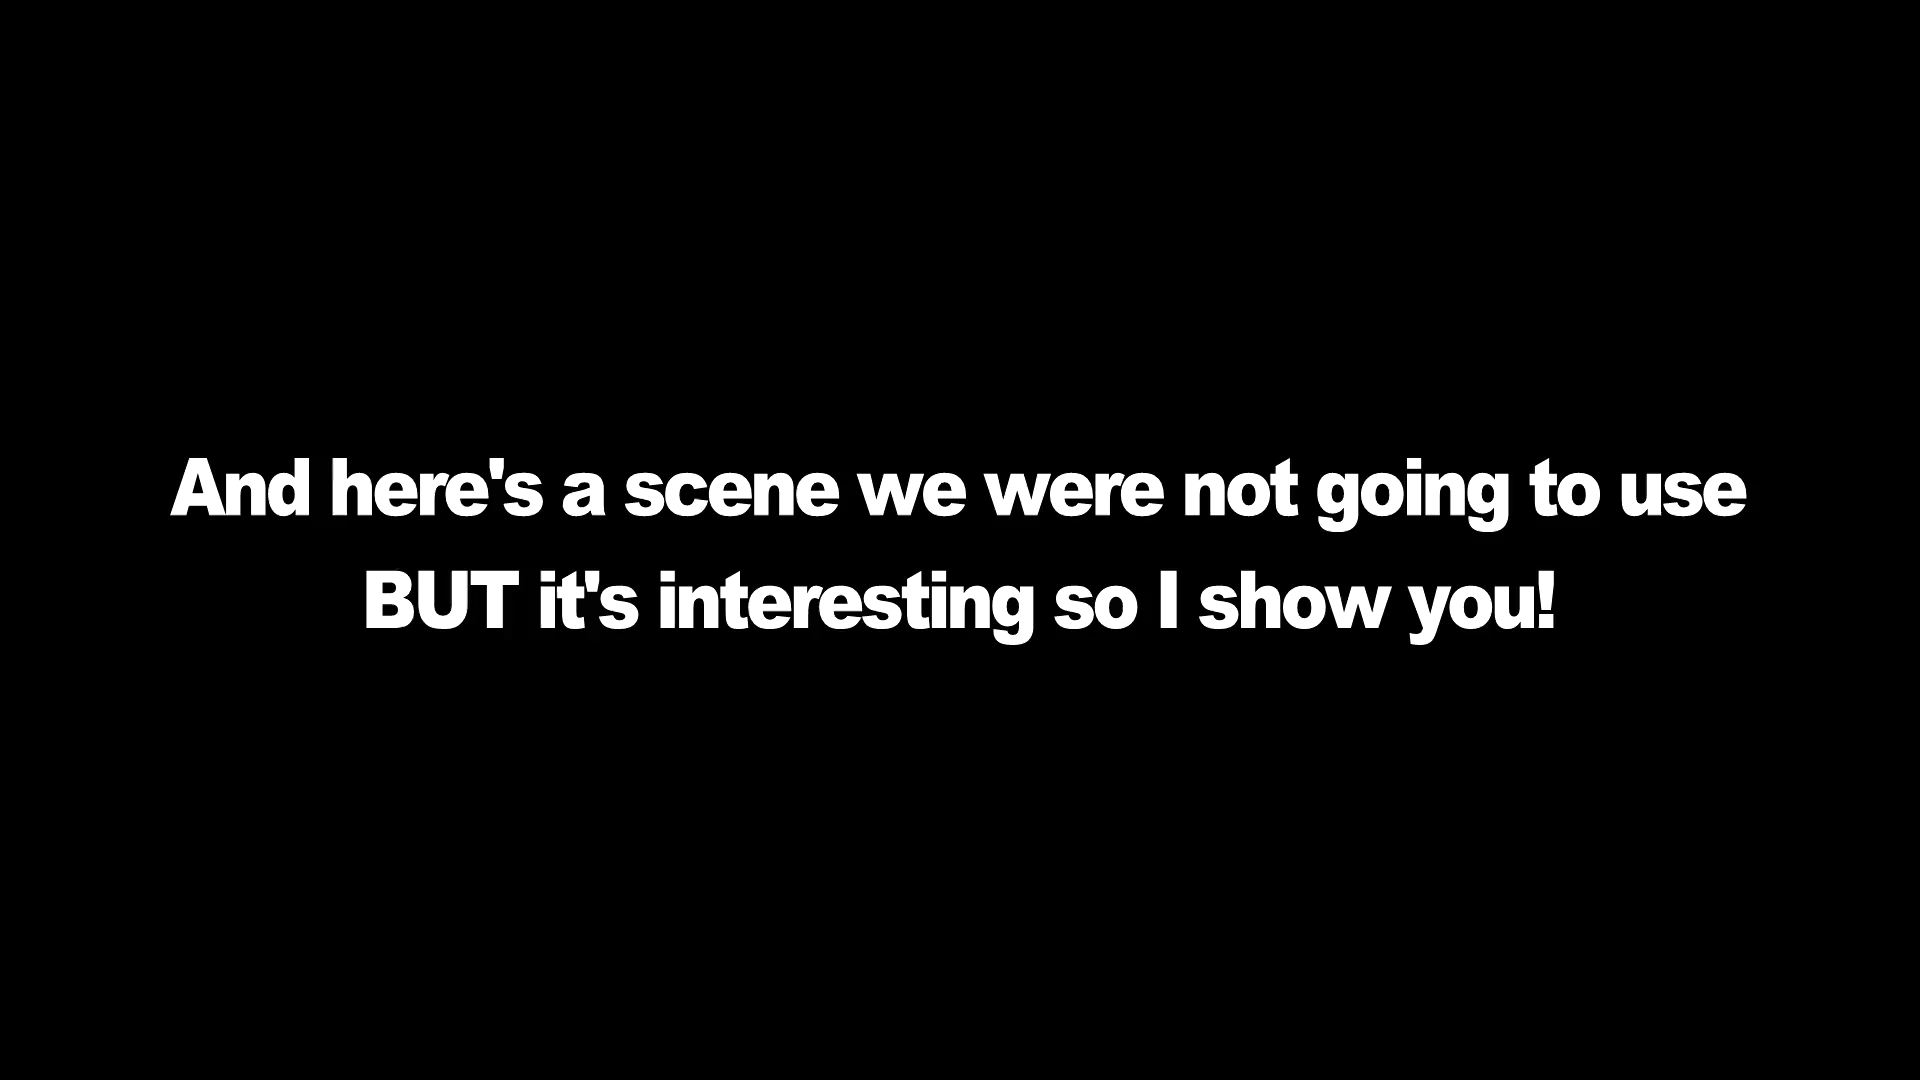 And here's a scene we were not going to use
BUT it's interesting so I show you!